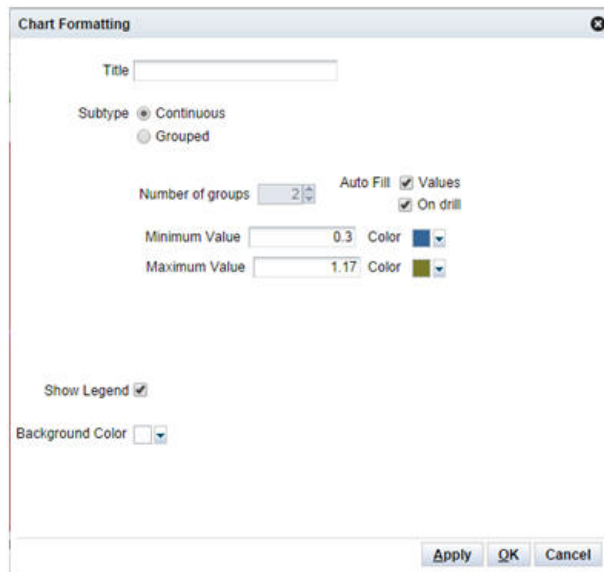 Chart Formatting
Title
Subtype Continuous
Grouped
Number of groups 2 Auto Fill Values
On drill
Minimum Value 0.3 Color
Maximum Value 1.17 Color
Show Legend
Background Color
Apply OK Cancel